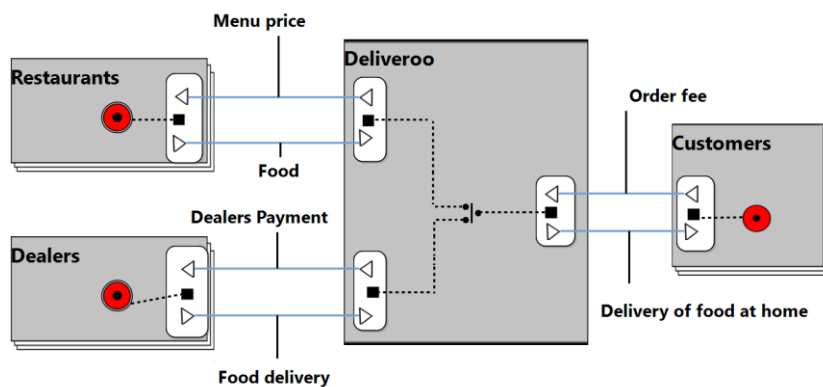 Menu price
Deliveroo
Restaurants
Order fee
Customers
Food
Dealers Payment
Dealers
Delivery of food at home
Food delivery